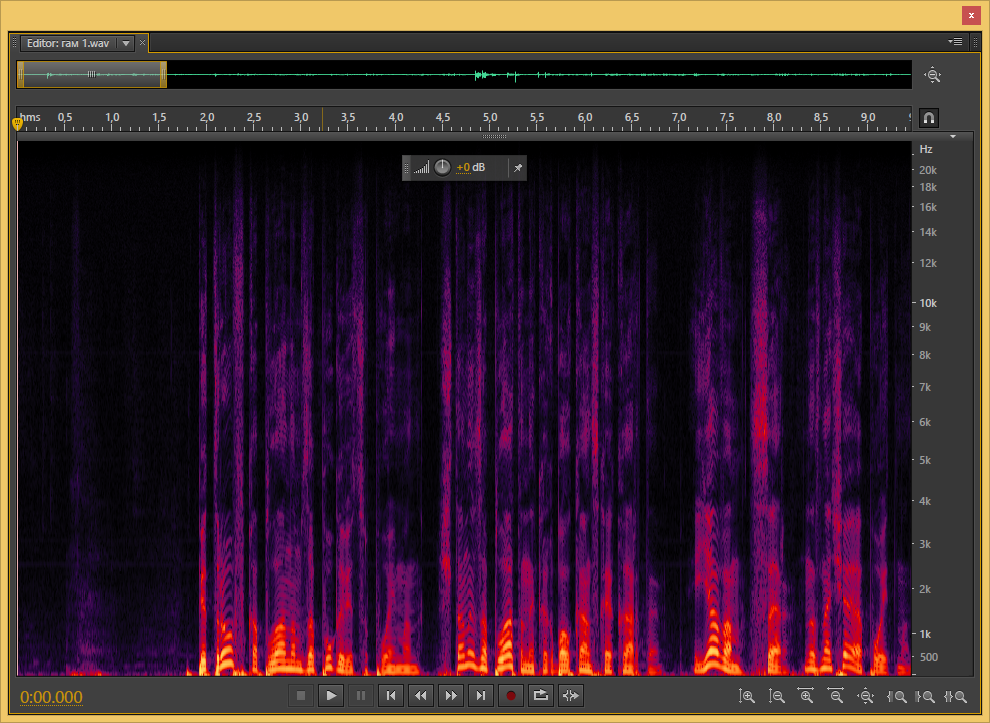 x
Editor: гам 1.wav
hms 0,5 1,0 1,5 2,0 2,5 3,0 3,5 4,0 4,5 5,0 5,5 6,0 6,5 7,0 7,5 8,0 8,5 9,0
+0 dB
Hz
20k
18k
16k
14k
12k
10k
9k
8k
7k
6k
5k
4k
3k
2k
1k
500
0:00.000